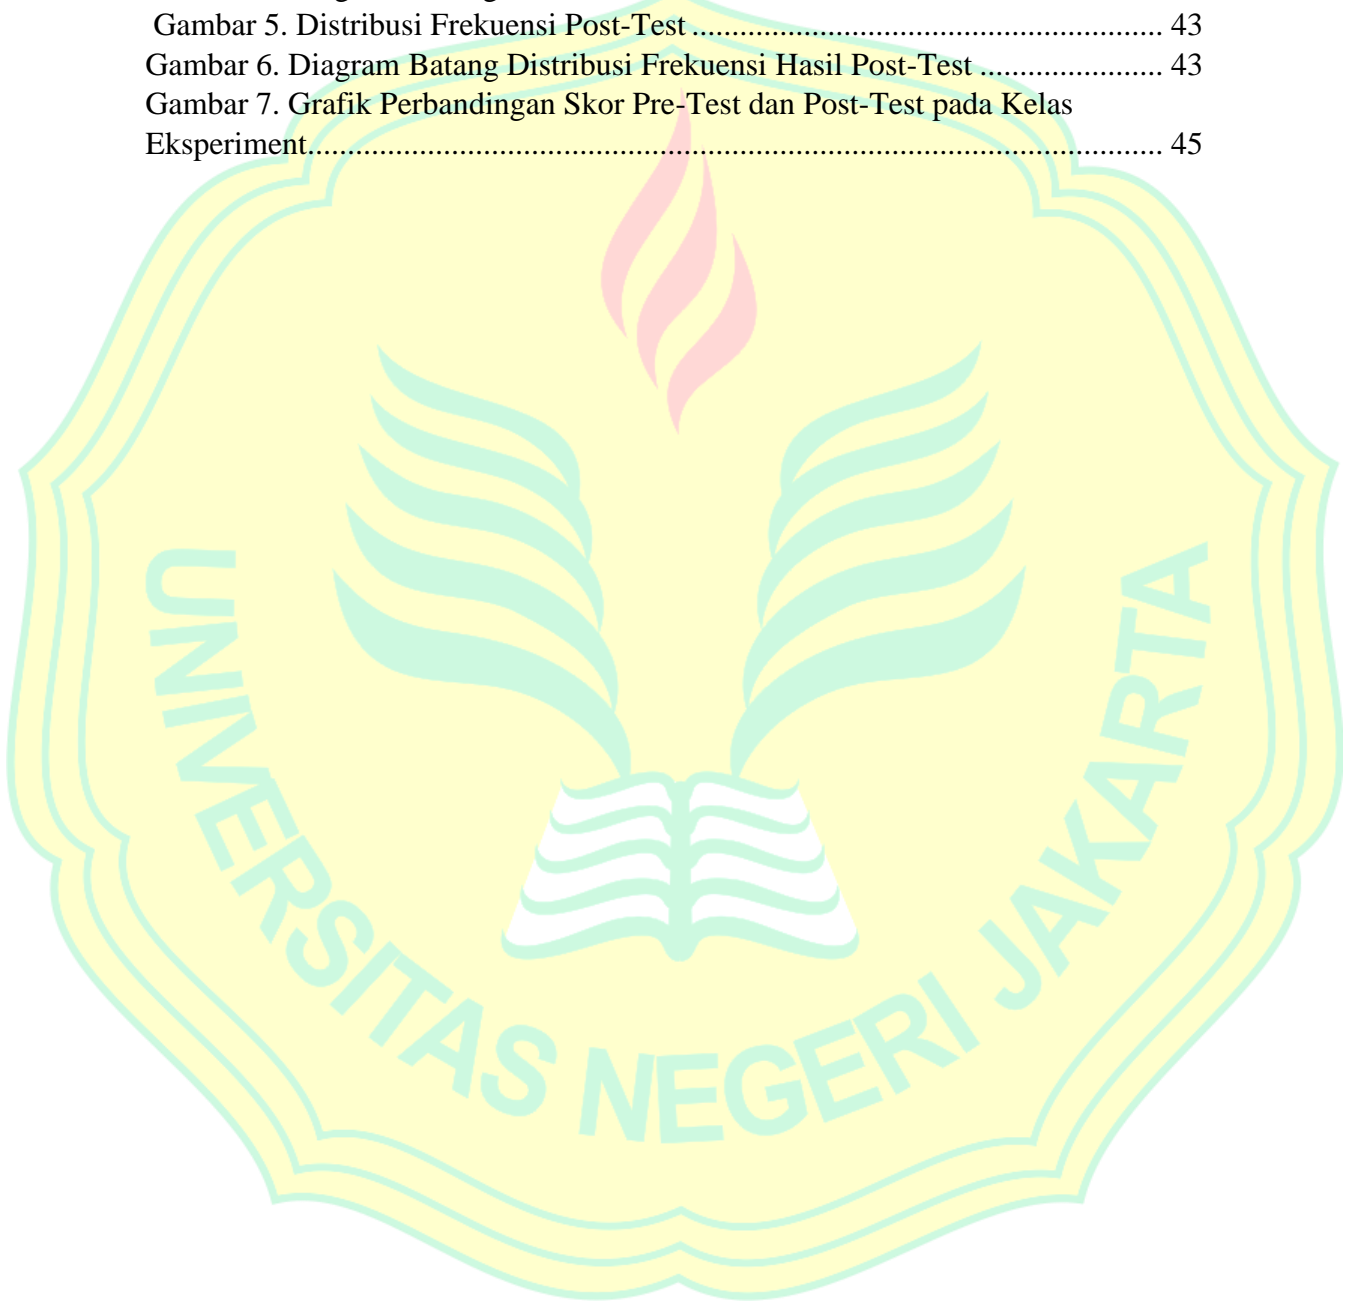 Gambar 5. Distribusi Frekuensi Post-Test ........................................................... 43
Gambar 6. Diagram Batang Distribusi Frekuensi Hasil Post-Test ....................... 43
Gambar 7. Grafik Perbandingan Skor Pre-Test dan Post-Test pada Kelas
Eksperiment........................................................................................................... 45
UNIVERSITAS NEGERI JAKARTA